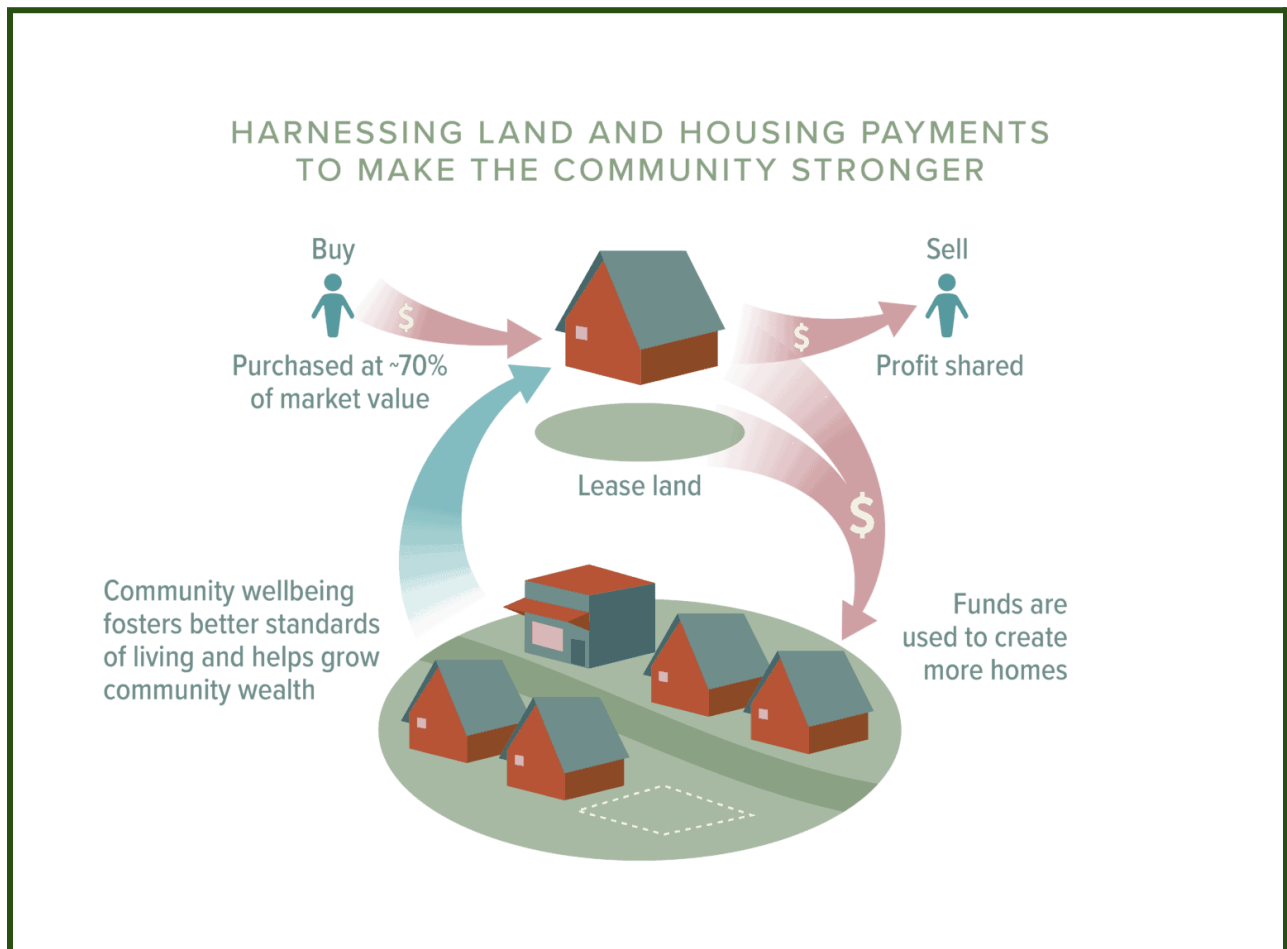 HARNESSING LAND AND HOUSING PAYMENTS
TO MAKE THE COMMUNITY STRONGER
Buy
$
Purchased at ~70%
of market value
Sell
$
Profit shared
Lease land
$
Community wellbeing
fosters better standards
of living and helps grow
community wealth
Funds are
used to create
more homes